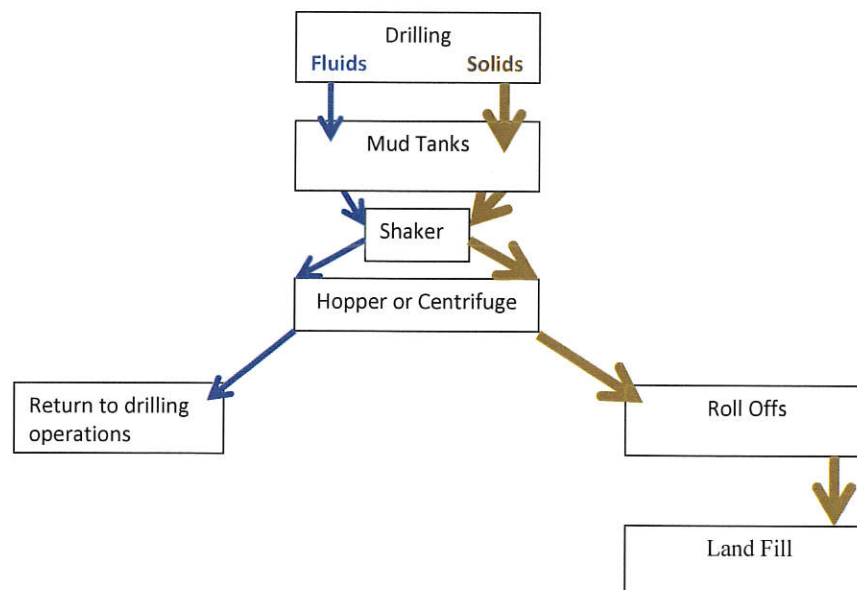 Drilling
Fluids Solids
Mud Tanks
Shaker
Hopper or Centrifuge
Return to drilling
operations
Roll Offs
Land Fill